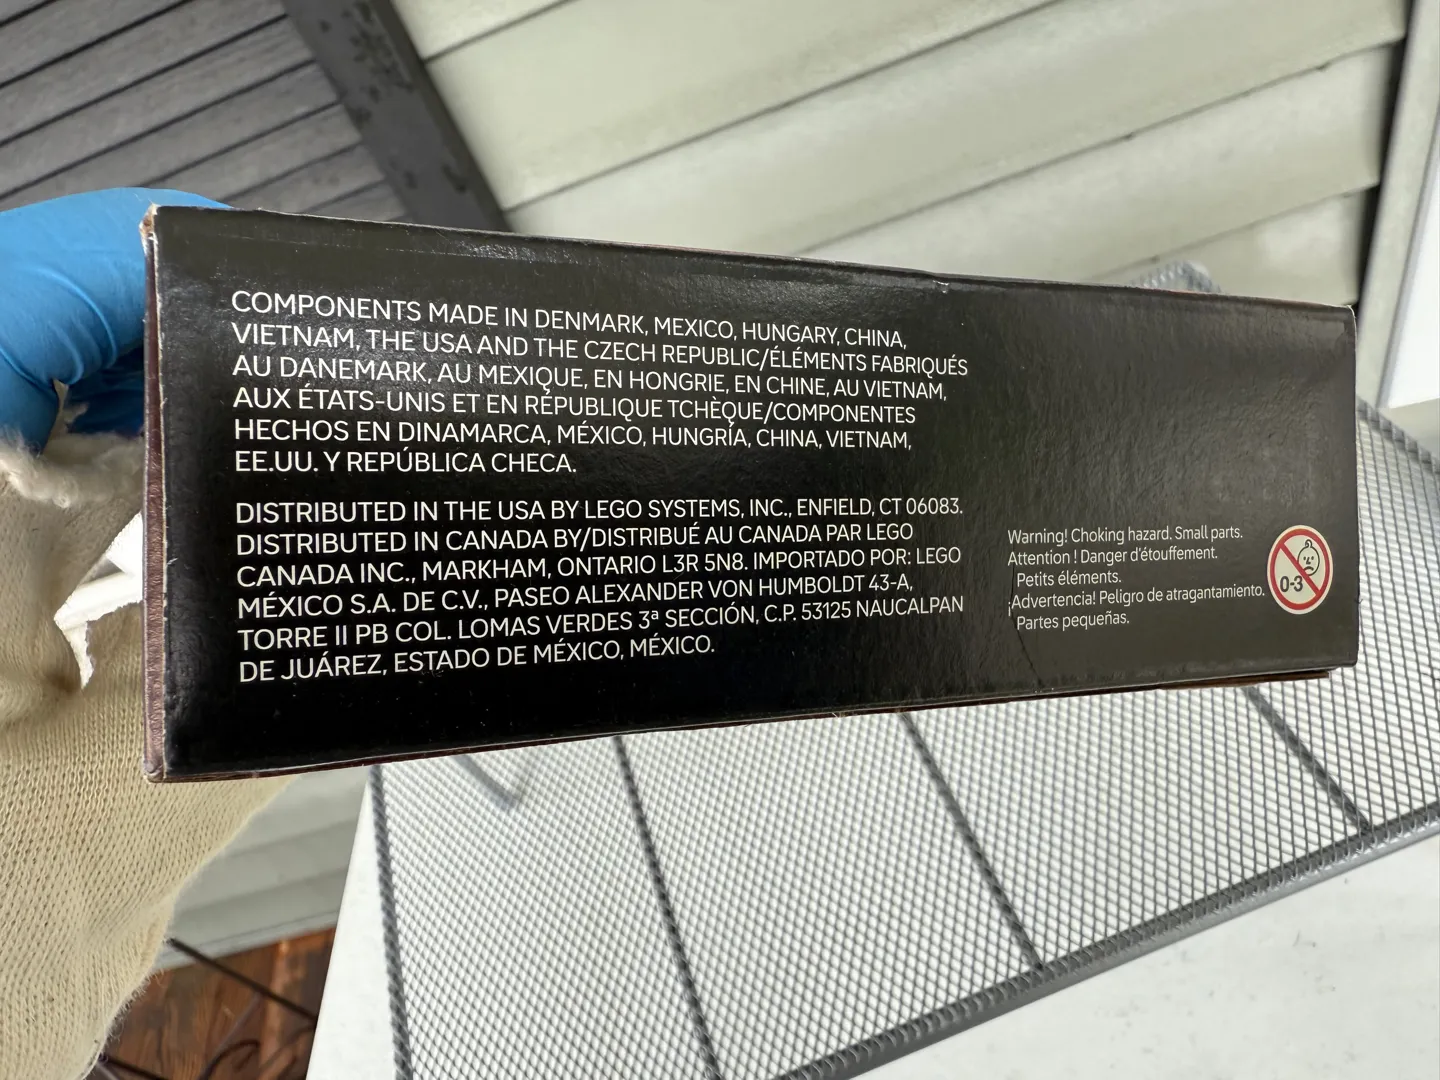 COMPONENTS MADE IN DENMARK, MEXICO, HUNGARY, CHINA,
VIETNAM, THE USA AND THE CZECH REPUBLIC/ÉLÉMENTS FABRIQUÉS
AU DANEMARK, AU MEXIQUE, EN HONGRIE, EN CHINE, AU VIETNAM,
AUX ÉTATS-UNIS ET EN RÉPUBLIQUE TCHÈQUE/COMPONENTES
HECHOS EN DINAMARCA, MÉXICO, HUNGRÍA, CHINA, VIETNAM,
EE.UU. Y REPÚBLICA CHECA.
DISTRIBUTED IN THE USA BY LEGO SYSTEMS, INC., ENFIELD, CT 06083.
DISTRIBUTED IN CANADA BY/DISTRIBUÉ AU CANADA PAR LEGO
CANADA INC., MARKHAM, ONTARIO L3R 5N8. IMPORTADO POR: LEGO
MÉXICO S.A. DE C.V., PASEO ALEXANDER VON HUMBOLDT 43-A,
TORRE II PB COL. LOMAS VERDES 3ª SECCIÓN, C.P. 53125 NAUCALPAN
DE JUÁREZ, ESTADO DE MÉXICO, MÉXICO.
Warning! Choking hazard. Small parts.
Attention ! Danger d'étouffement.
Petits éléments.
¡Advertencia! Peligro de atragantamiento.
Partes pequeñas.
0-3